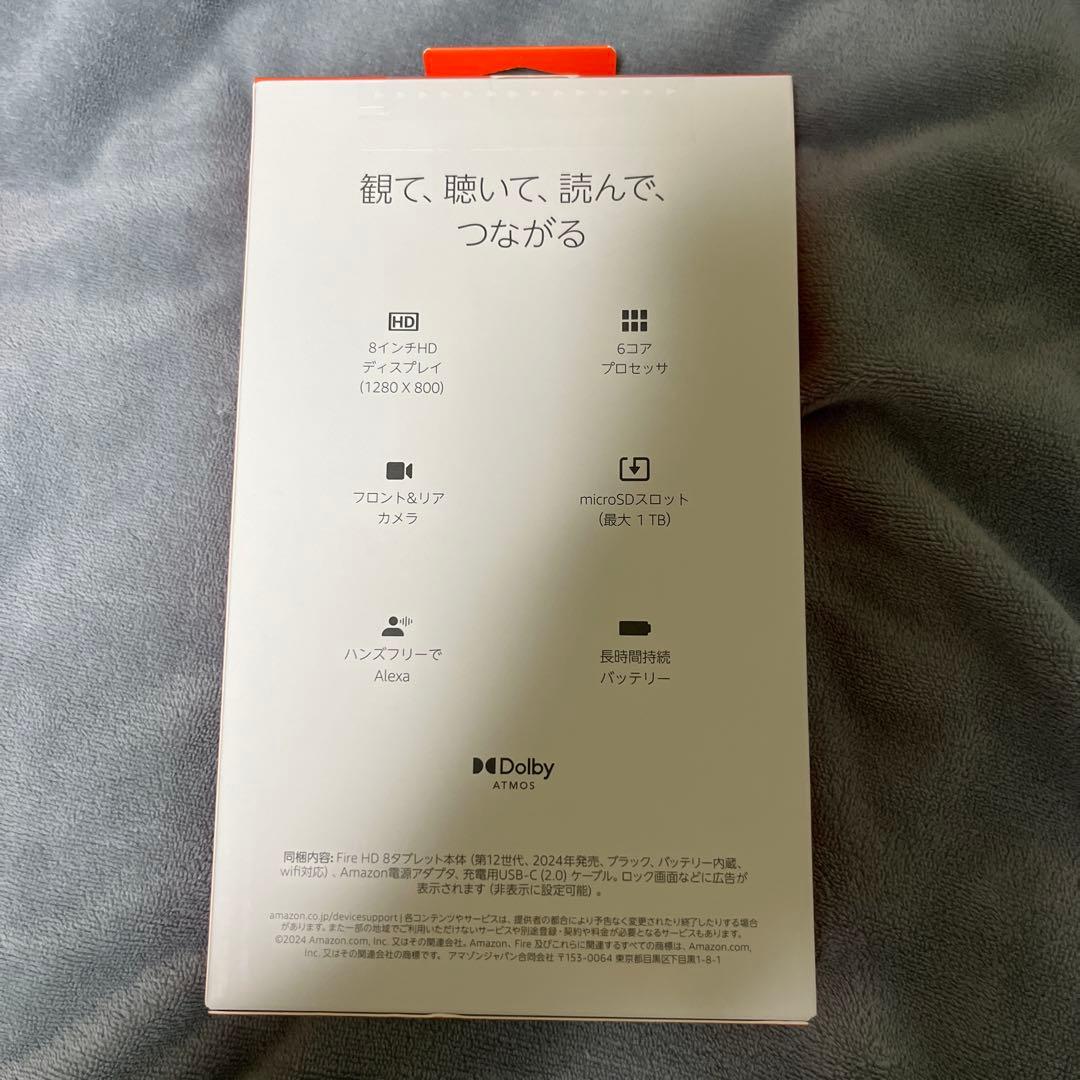 観て、聴いて、読んで、
つながる
HD
8インチHD
ディスプレイ
(1280 X 800)
6コア
プロセッサ
フロント&リア
カメラ
microSDスロット
（最大 1 TB）
ハンズフリーで
Alexa
長時間持続
バッテリー
Dolby
ATMOS
同梱内容: Fire HD 8タブレット本体（第12世代、2024年発売、ブラック、バッテリー内蔵、
wifi対応）、Amazon電源アダプタ、充電用USB-C (2.0) ケーブル。ロック画面などに広告が
表示されます（非表示に設定可能）。
amazon.co.jp/devicesupport | 各コンテンツやサービスは、提供者の都合により予告なく変更されたり終了したりする場合
があります。また一部の地域でご利用いただけないサービスや別途登録・契約や料金が必要となるサービスもあります。
©2024 Amazon.com, Inc. 又はその関連会社。Amazon、Fire 及びこれらに関連するすべての商標は、Amazon.com,
Inc. 又はその関連会社の商標です。 アマゾンジャパン合同会社 〒153-0064 東京都目黒区下目黒1-8-1